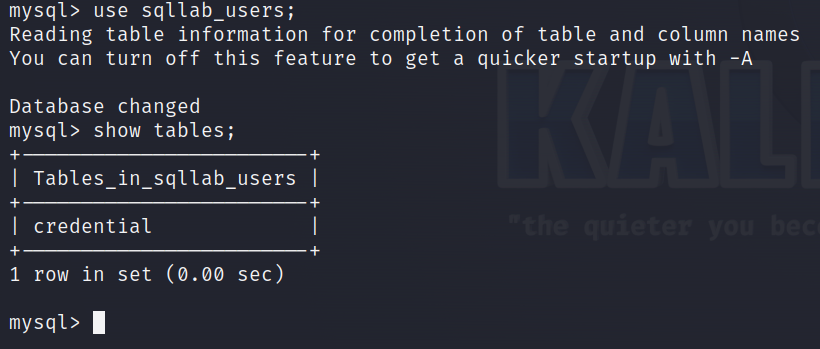 mysql> use sqllab_users;
Reading table information for completion of table and column names
You can turn off this feature to get a quicker startup with -A
Database changed
mysql> show tables;
+------------------------+
| Tables_in_sqllab_users |
+------------------------+
| credential             |
+------------------------+
1 row in set (0.00 sec)
mysql>
KALI
"the quieter you bec